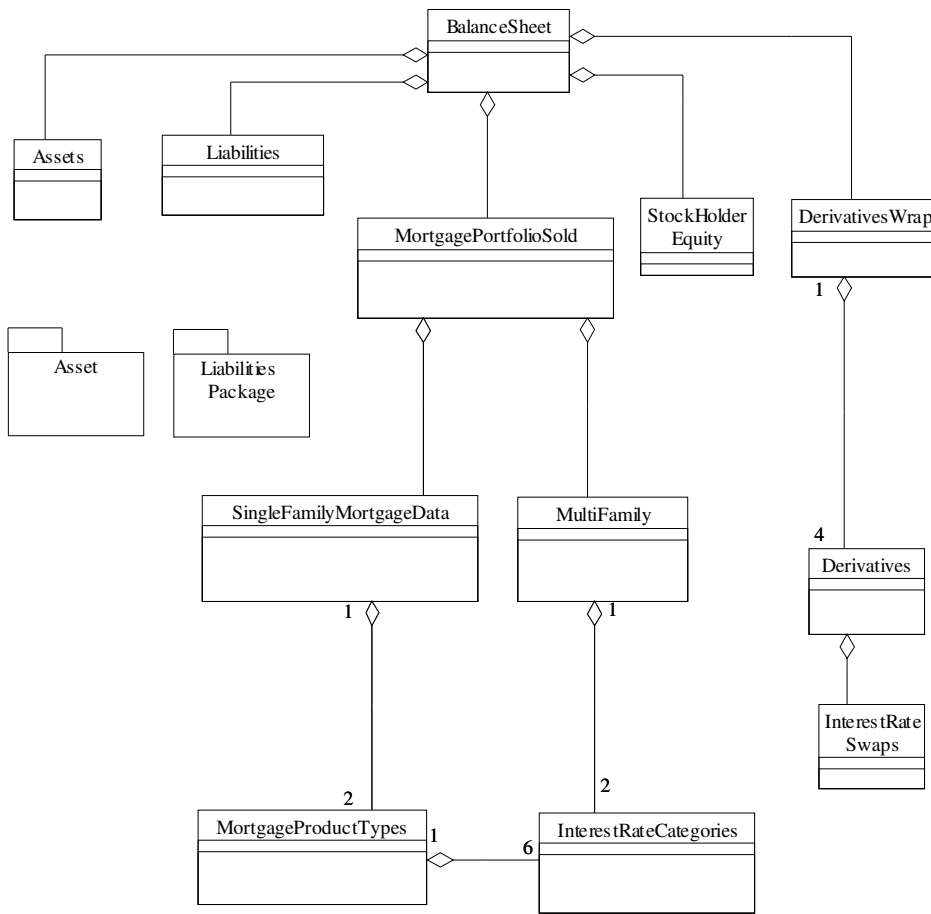 BalanceSheet
Assets
Liabilities
MortgagePortfolioSold
StockHolder
Equity
DerivativesWrap
1
Asset
Liabilities
Package
SingleFamilyMortgageData
MultiFamily
4
Derivatives
1
1
InterestRate
Swaps
2
2
MortgageProductTypes
1
6
InterestRateCategories